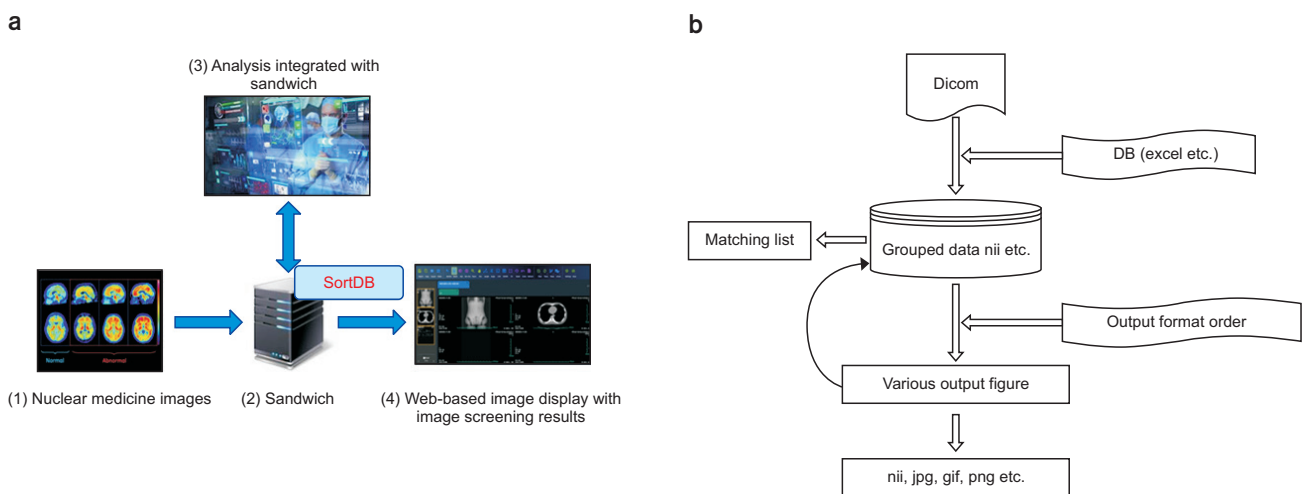 a
(3) Analysis integrated with
sandwich
SortDB
Normal
Abnormal
(1) Nuclear medicine images
(2) Sandwich
(4) Web-based image display with
image screening results
b
Dicom
DB (excel etc.)
Matching list
Grouped data nii etc.
Output format order
Various output figure
nii, jpg, gif, png etc.